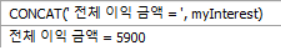 CONCAT(' 전체 이익 금액 = ', myInterest)
전체 이익 금액 = 5900